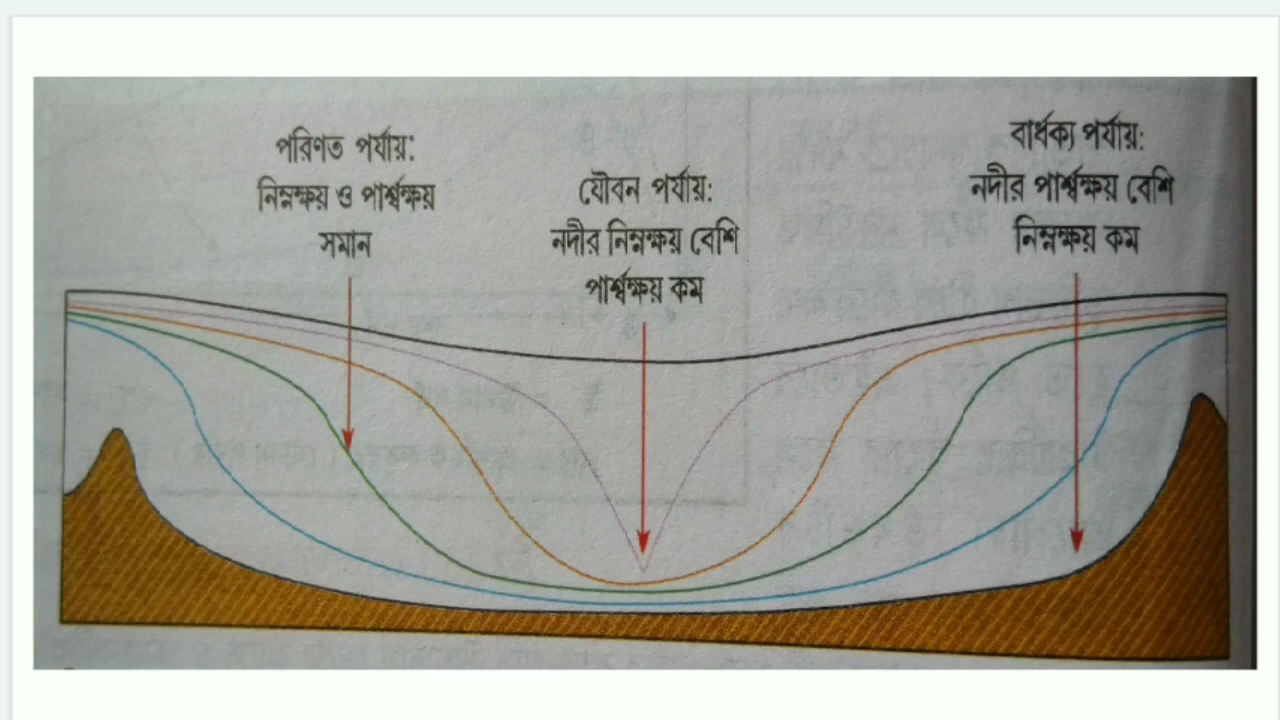 পরিণত পর্যায়:
নিম্নক্ষয় ও পার্শ্বক্ষয়
সমান
যৌবন পর্যায়:
নদীর নিম্নক্ষয় বেশি
পার্শ্বক্ষয় কম
বার্ধক্য পর্যায়:
নদীর পার্শ্বক্ষয় বেশি
নিম্নক্ষয় কম